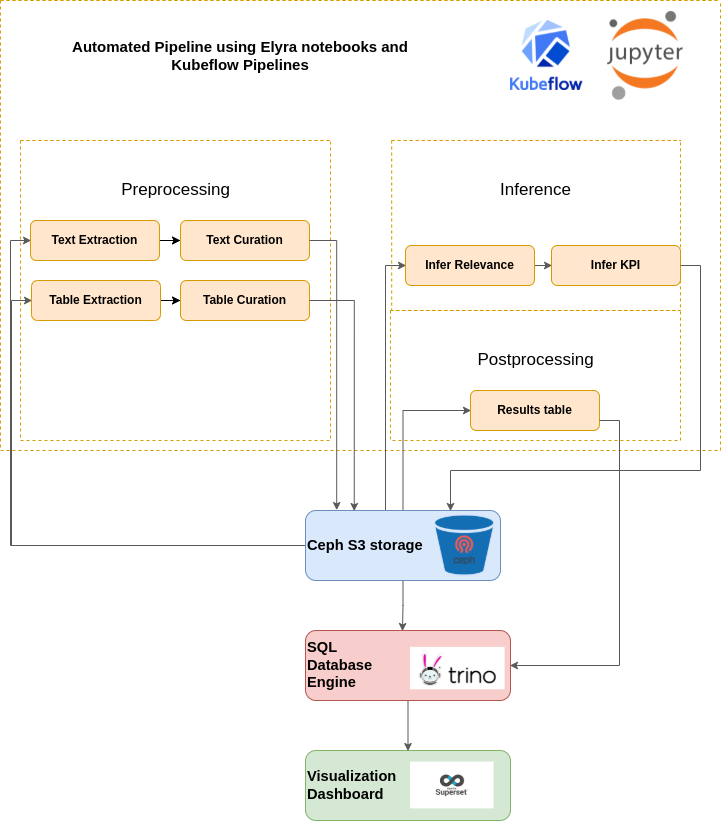 Automated Pipeline using Elyra notebooks and
Kubeflow Pipelines
Kubeflow
jupyter
Preprocessing
Text Extraction
Text Curation
Table Extraction
Table Curation
Inference
Infer Relevance
Infer KPI
Postprocessing
Results table
Ceph S3 storage
ceph
SQL
Database
Engine
trino
Visualization
Dashboard
Superset